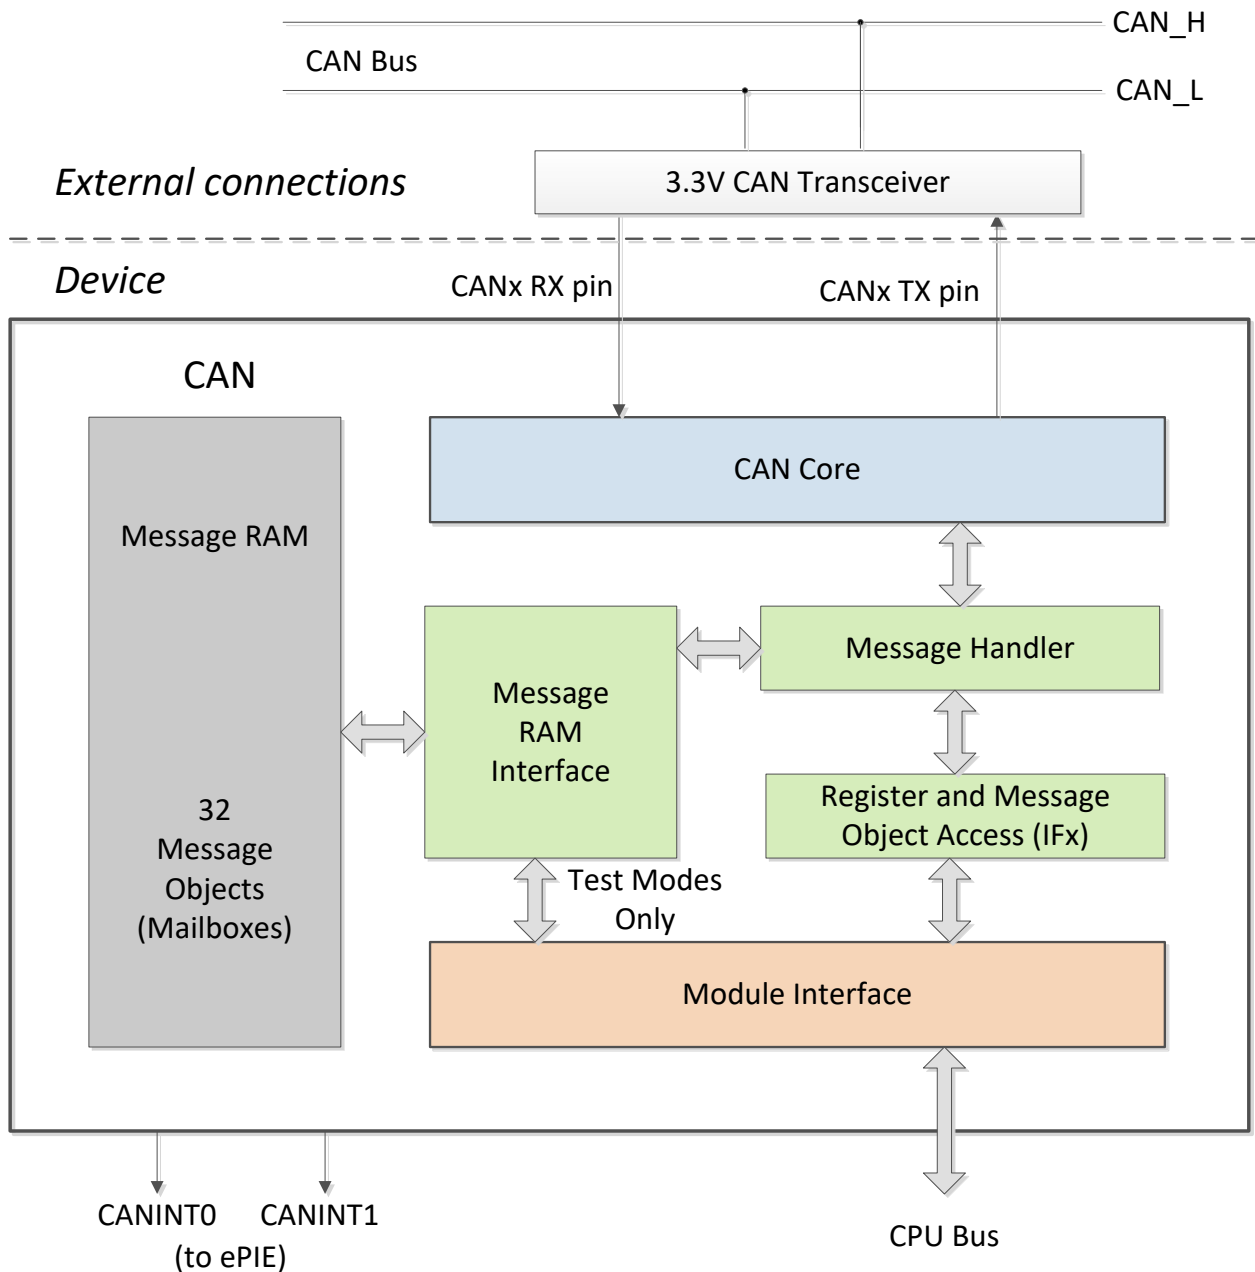 CAN_H
CAN Bus
CAN_L
External connections
3.3V CAN Transceiver
Device
CANx RX pin
CANx TX pin
CAN
CAN Core
Message RAM
Message Handler
Message
RAM
Interface
Register and Message
Object Access (IFx)
32
Message
Objects
(Mailboxes)
Test Modes
Only
Module Interface
CANINT0
CANINT1
(to ePIE)
CPU Bus